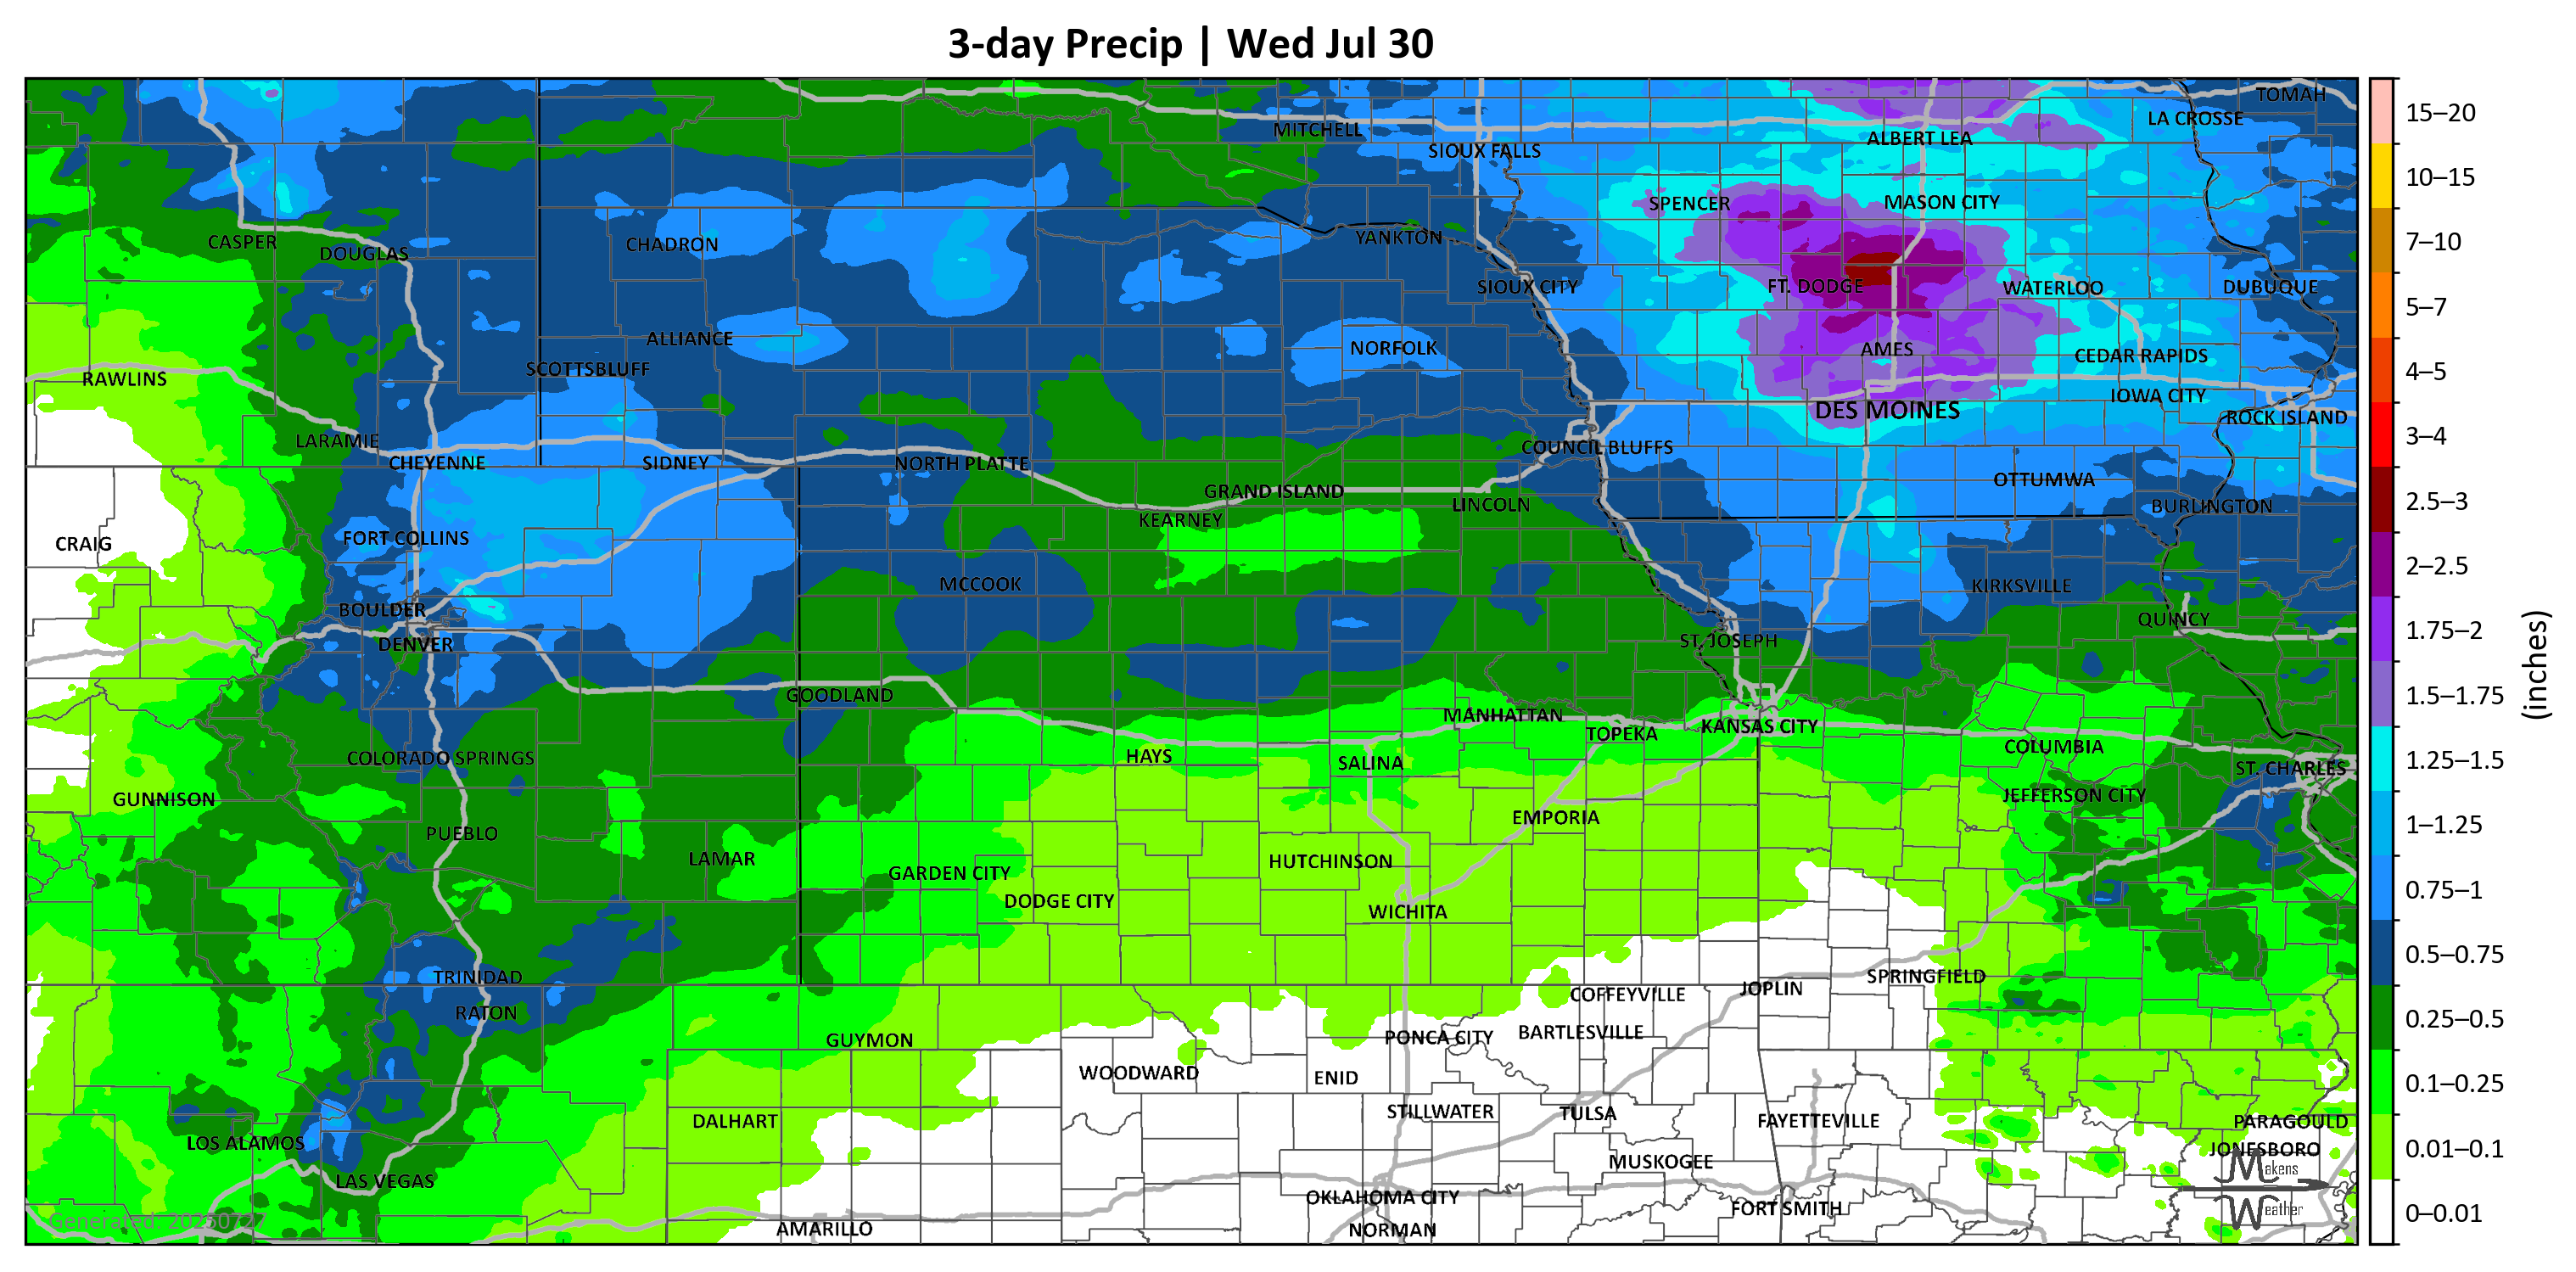 3-day Precip | Wed Jul 30
TOMAH
LA CROSSE
MITCHELL
ALBERT LEA
SIOUX FALLS
SPENCER
MASON CITY
CASPER
DOUGLAS
CHADRON
YANKTON
SIOUX CITY
FT. DODGE
WATERLOO
DUBUQUE
ALLIANCE
NORFOLK
AMES
CEDAR RAPIDS
SCOTTSBLUFF
RAWLINS
IOWA CITY
DES MOINES
ROCK ISLAND
LARAMIE
COUNCIL BLUFFS
CHEYENNE
SIDNEY
NORTH PLATTE
OTTUMWA
GRAND ISLAND
LINCOLN
BURLINGTON
KEARNEY
FORT COLLINS
CRAIG
MCCOOK
KIRKSVILLE
BOULDER
QUINCY
DENVER
ST. JOSEPH
GOODLAND
MANHATTAN
KANSAS CITY
TOPEKA
COLUMBIA
COLORADO SPRINGS
HAYS
SALINA
ST. CHARLES
GUNNISON
JEFFERSON CITY
EMPORIA
PUEBLO
LAMAR
HUTCHINSON
GARDEN CITY
DODGE CITY
WICHITA
TRINIDAD
SPRINGFIELD
JOPLIN
COFFEYVILLE
RATON
BARTLESVILLE
PONCA CITY
GUYMON
WOODWARD
ENID
STILLWATER
TULSA
DALHART
FAYETTEVILLE
PARAGOULD
LOS ALAMOS
JONESBORO
MUSKOGEE
Makens
LAS VEGAS
OKLAHOMA CITY
FORT SMITH
Weather
Generated: 20250727
AMARILLO
NORMAN
15–20
10–15
7–10
5–7
4–5
3–4
2.5–3
2–2.5
1.75–2
1.5–1.75
1.25–1.5
1–1.25
0.75–1
0.5–0.75
0.25–0.5
0.1–0.25
0.01–0.1
0–0.01
(inches)